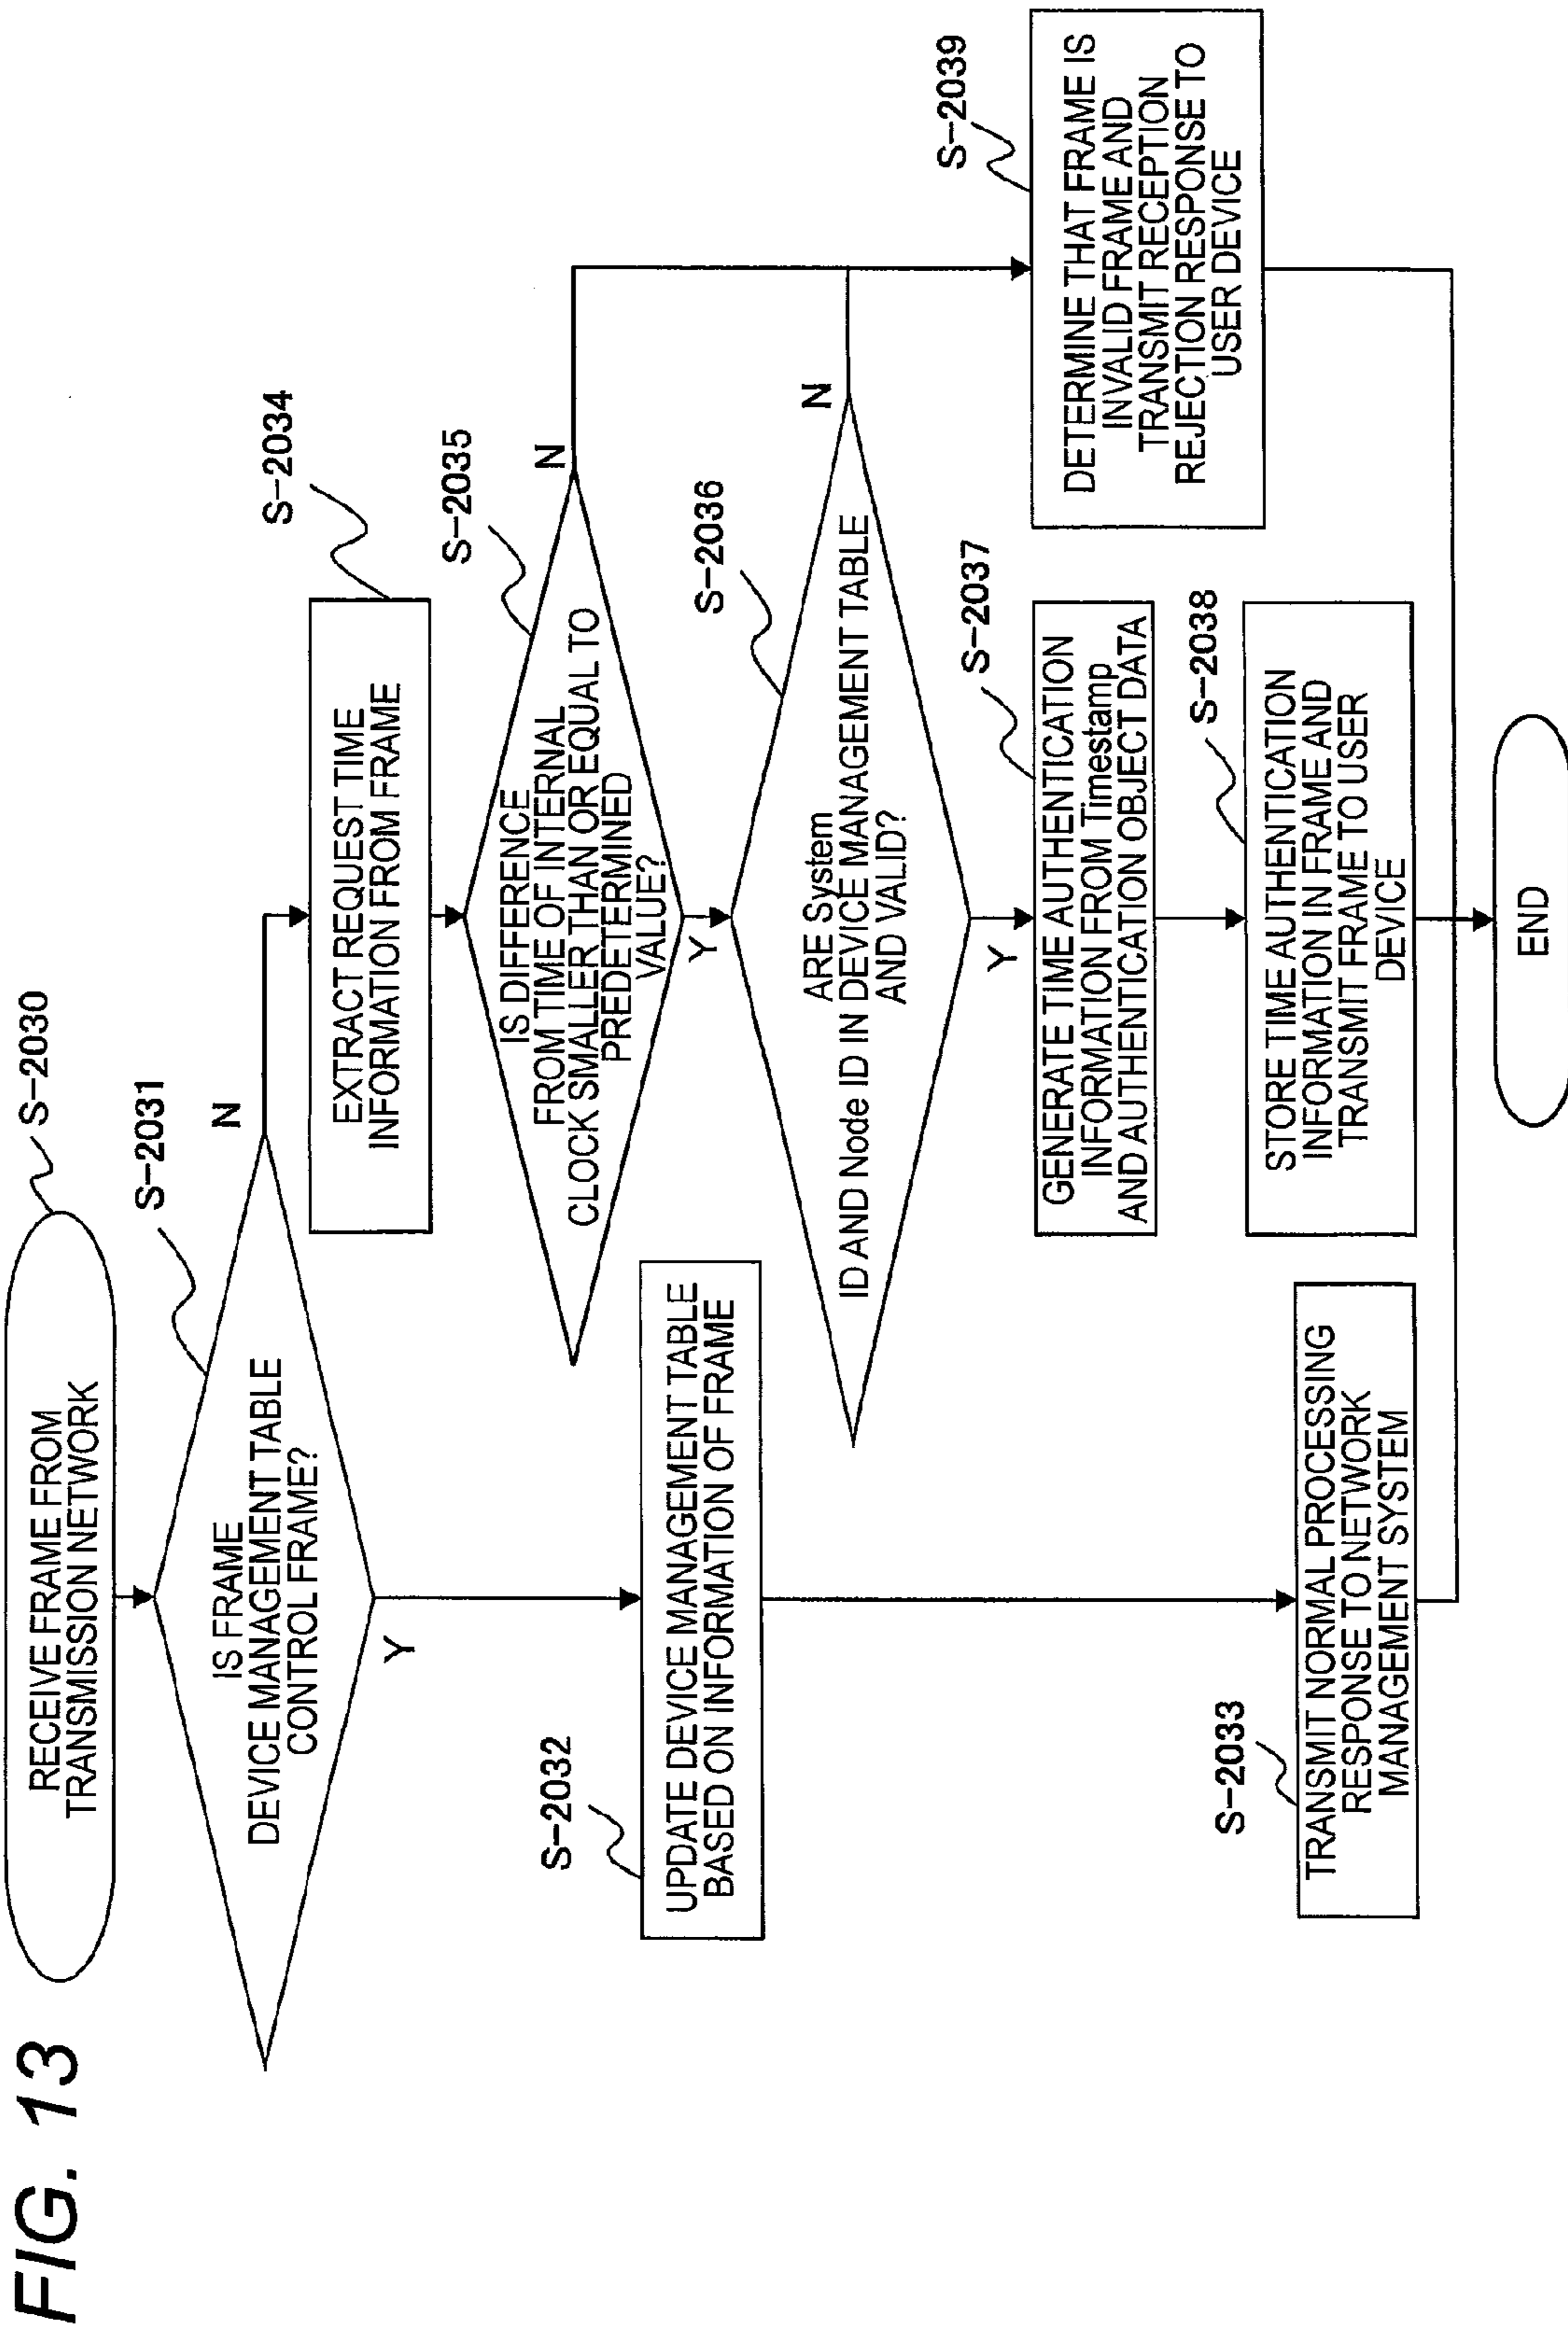 FIG. 13
S-2030
RECEIVE FRAME FROM
TRANSMISSION NETWORK
S-2031
IS FRAME
DEVICE MANAGEMENT TABLE
CONTROL FRAME?
N
Y
S-2032
UPDATE DEVICE MANAGEMENT TABLE
BASED ON INFORMATION OF FRAME
S-2033
TRANSMIT NORMAL PROCESSING
RESPONSE TO NETWORK
MANAGEMENT SYSTEM
S-2034
EXTRACT REQUEST TIME
INFORMATION FROM FRAME
S-2035
IS DIFFERENCE
FROM TIME OF INTERNAL
CLOCK SMALLER THAN OR EQUAL TO
PREDETERMINED
VALUE?
N
Y
S-2036
ARE System
ID AND Node ID IN DEVICE MANAGEMENT TABLE
AND VALID?
N
Y
S-2037
GENERATE TIME AUTHENTICATION
INFORMATION FROM Timestamp
AND AUTHENTICATION OBJECT DATA
S-2038
STORE TIME AUTHENTICATION
INFORMATION IN FRAME AND
TRANSMIT FRAME TO USER
DEVICE
S-2039
DETERMINE THAT FRAME IS
INVALID FRAME AND
TRANSMIT RECEPTION
REJECTION RESPONSE TO
USER DEVICE
END